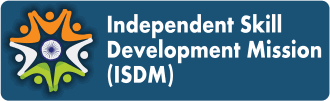 Independent Skill
Development Mission
(ISDM)